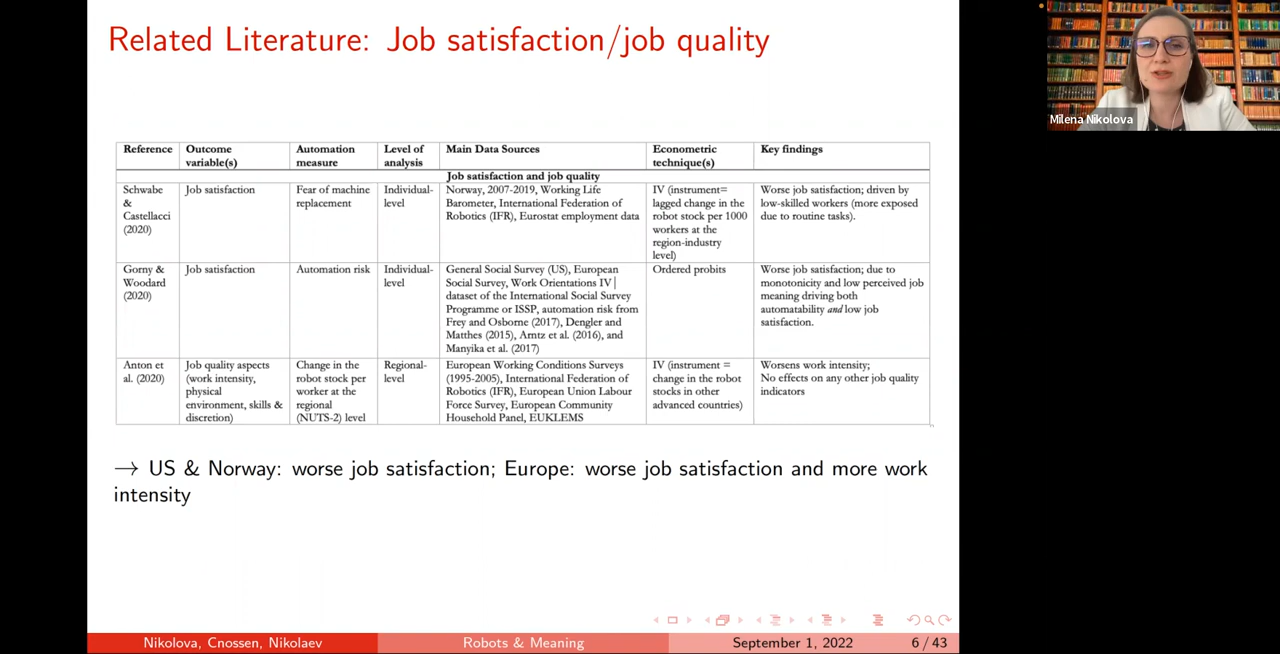 Related Literature: Job satisfaction/job quality
Milena Nikolova
Reference
Outcome
variable(s)
Automation
measure
Level of
analysis
Main Data Sources
Econometric
technique(s)
Key findings
Job satisfaction and job quality
Schwabe
&
Castellacci
(2020)
Job satisfaction
Fear of machine
replacement
Individual-
level
Norway, 2007-2019, Working Life
Barometer, International Federation of
Robotics (IFR), Eurostat employment data
IV (instrument=
lagged change in the
robot stock per 1000
workers at the
region-industry
level)
Worse job satisfaction; driven by
low-skilled workers (more exposed
due to routine tasks).
Gorny &
Woodard
(2020)
Job satisfaction
Automation risk
Individual-
level
General Social Survey (US), European
Social Survey, Work Orientations IV
dataset of the International Social Survey
Programme or ISSP, automation risk from
Frey and Osborne (2017), Dengler and
Matthes (2015), Arntz et al. (2016), and
Manyika et al. (2017)
Ordered probits
Worse job satisfaction; due to
monotonicity and low perceived job
meaning driving both
automatability and low job
satisfaction.
Anton et
al. (2020)
Job quality aspects
(work intensity,
physical
environment, skills &
discretion)
Change in the
robot stock per
worker at the
regional
(NUTS-2) level
Regional-
level
European Working Conditions Surveys
(1995-2005), International Federation of
Robotics (IFR), European Union Labour
Force Survey, European Community
Household Panel, EUKLEMS
IV (instrument =
change in the robot
stocks in other
advanced countries)
Worsens work intensity;
No effects on any other job quality
indicators
→ US & Norway: worse job satisfaction; Europe: worse job satisfaction and more work
intensity
Nikolova, Cnossen, Nikolaev
Robots & Meaning
September 1, 2022
6 / 43